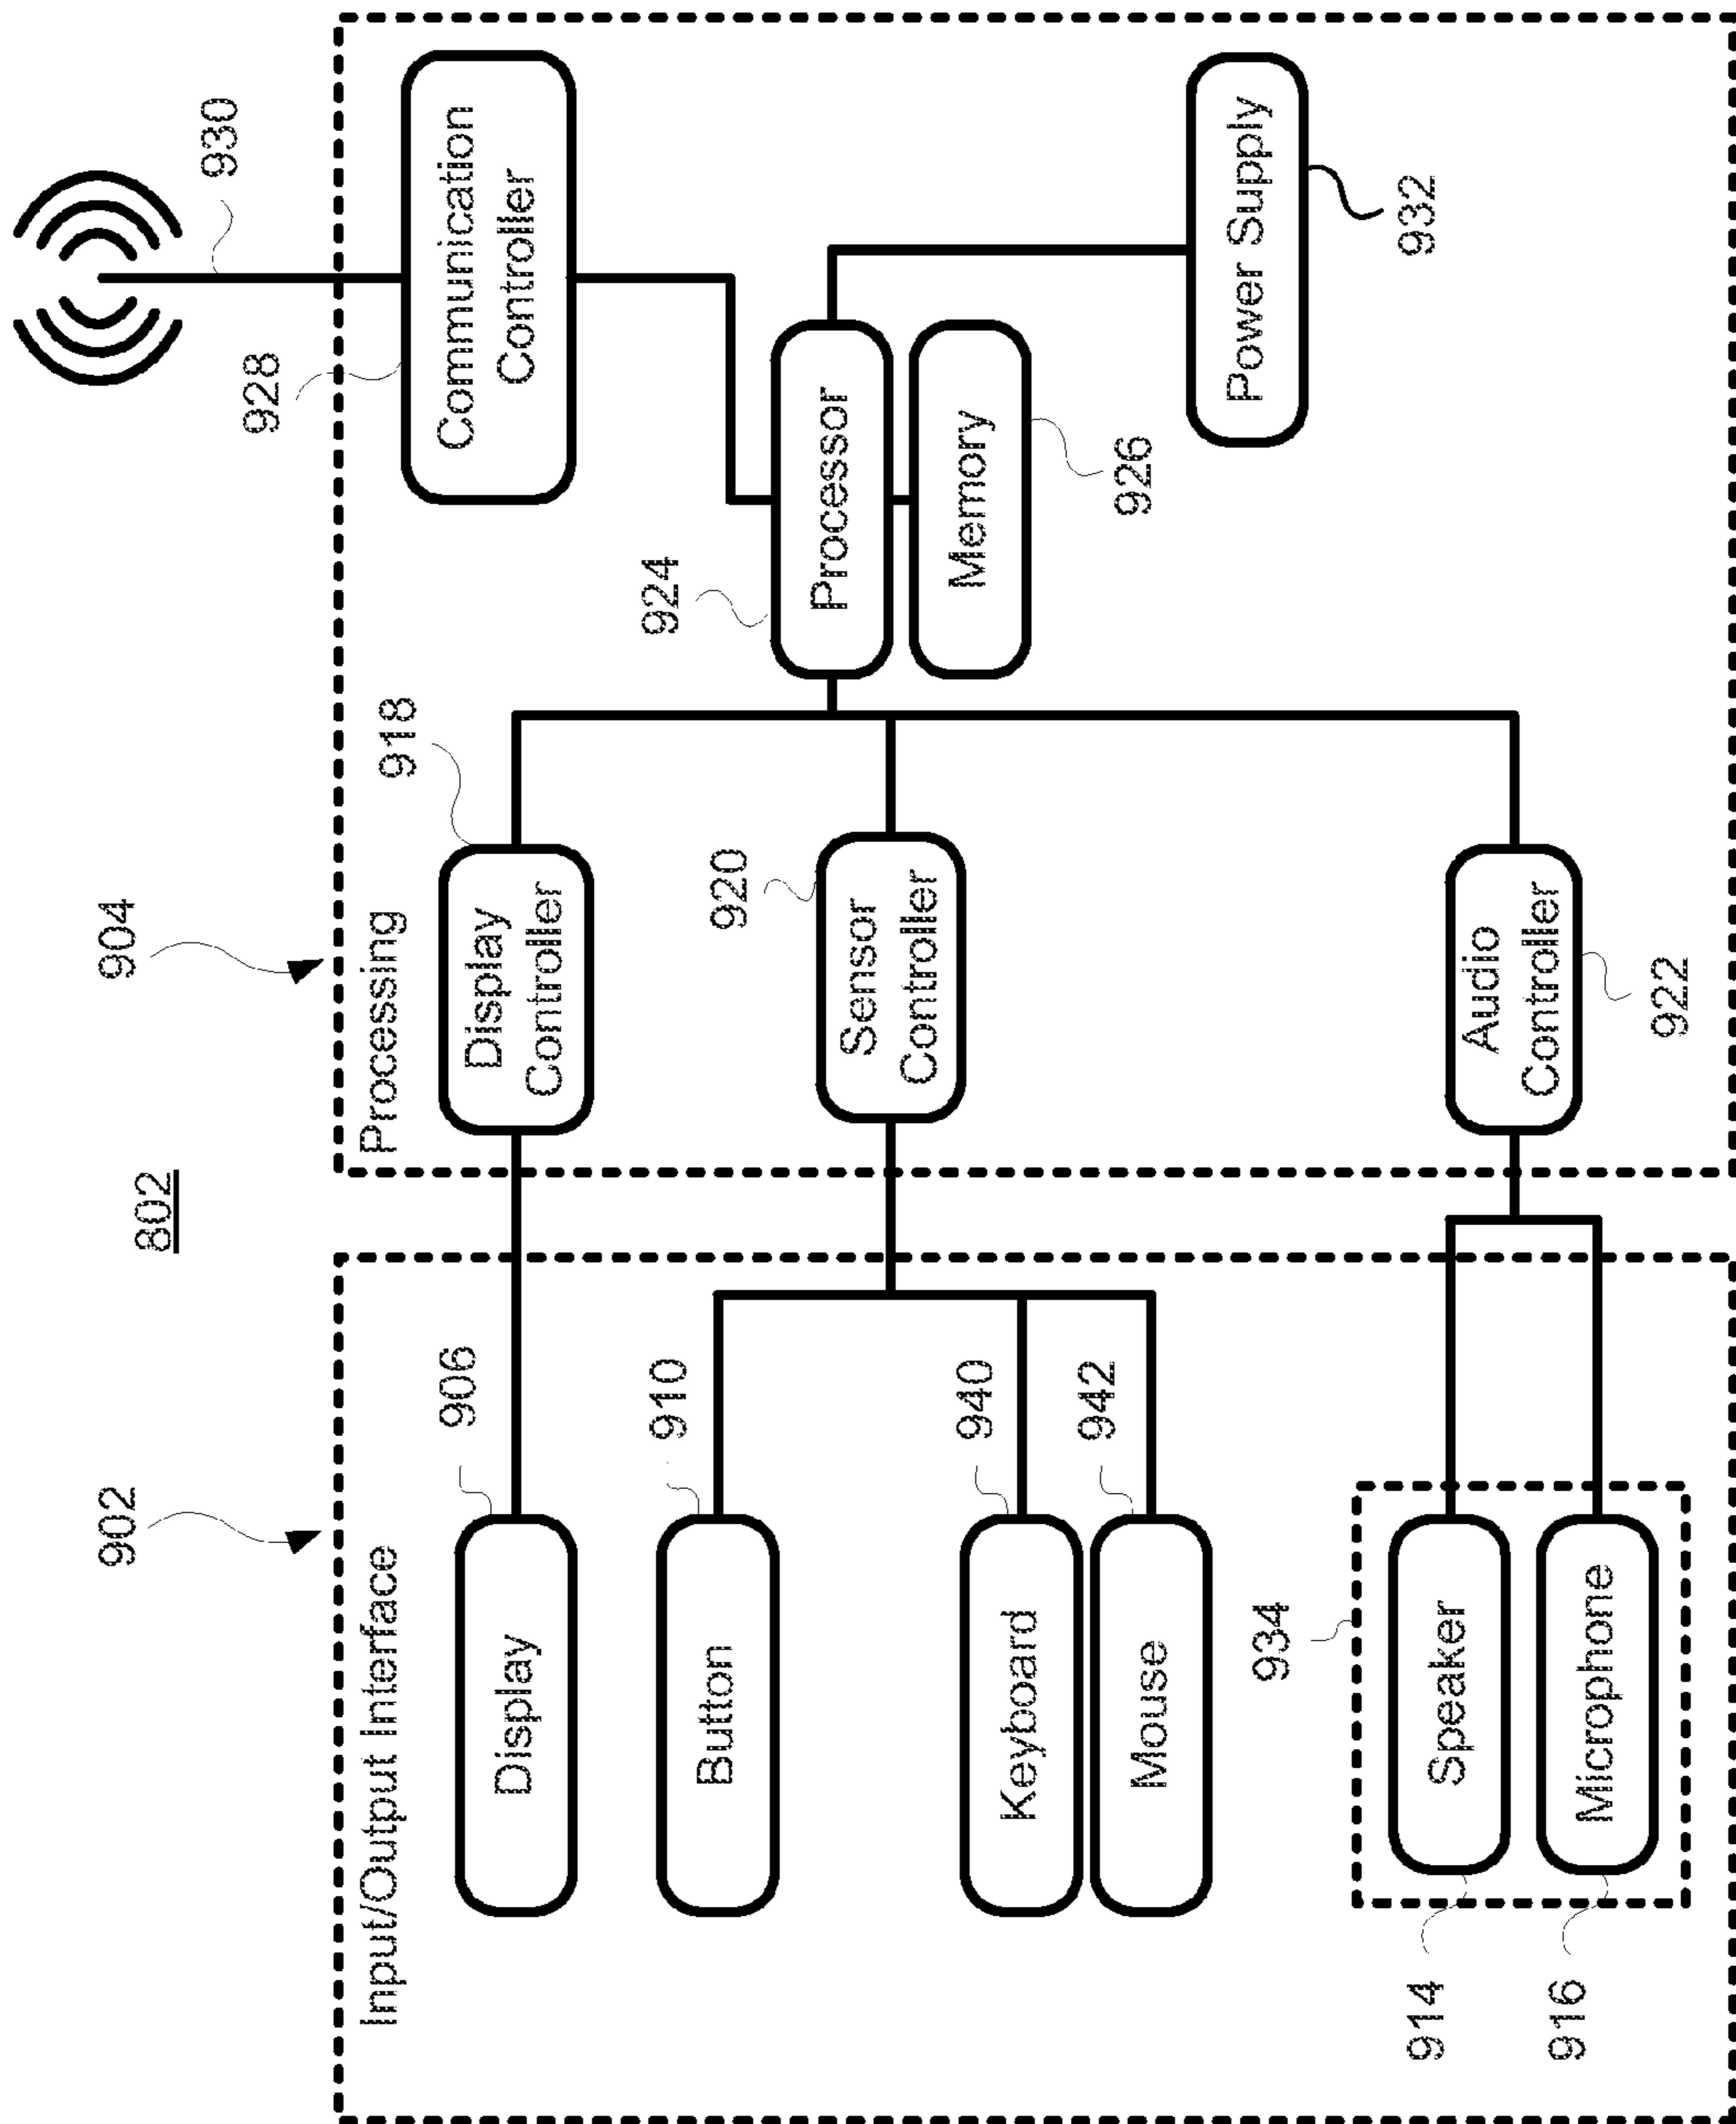 802
902
904
930
928
Input/Output Interface
Processing
Display
906
Display
Controller
918
Communication
Controller
Button
910
Sensor
Controller
920
924
Processor
Memory
926
Keyboard
940
Mouse
942
934
Speaker
914
Microphone
916
Audio
Controller
922
Power Supply
932